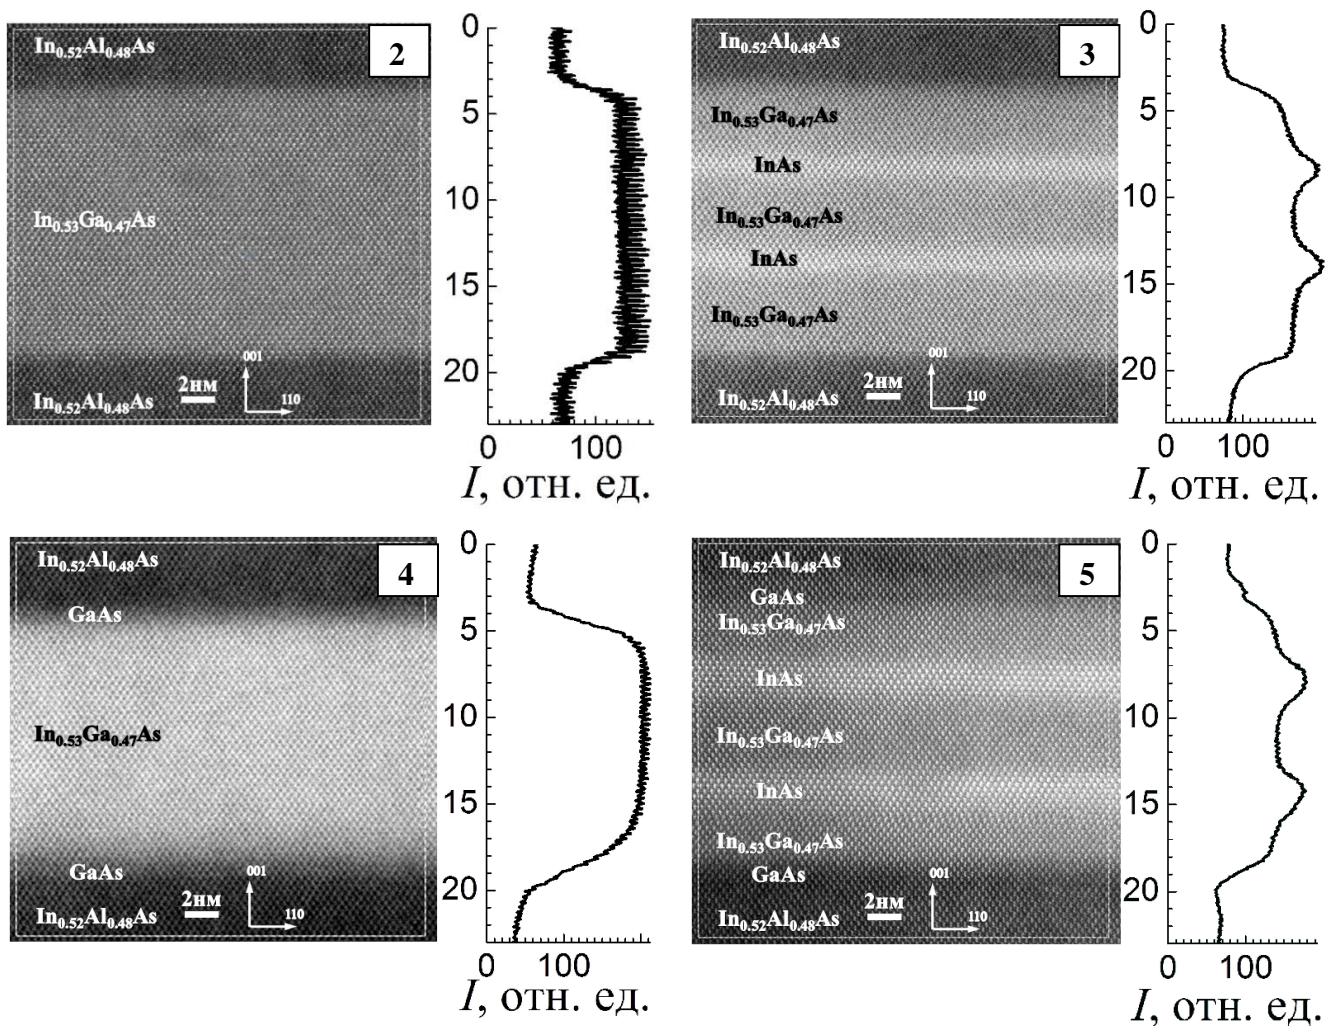 In0.52Al0.48As
2
In0.53Ga0.47As
In0.52Al0.48As
2нм
001
110
0
5
10
15
20
0 100
I, отн. ед.
In0.52Al0.48As
3
In0.53Ga0.47As
InAs
In0.53Ga0.47As
InAs
In0.53Ga0.47As
In0.52Al0.48As
2нм
001
110
0
5
10
15
20
0 100
I, отн. ед.
In0.52Al0.48As
4
GaAs
In0.53Ga0.47As
GaAs
In0.52Al0.48As
2нм
001
110
0
5
10
15
20
0 100
I, отн. ед.
In0.52Al0.48As
5
GaAs
In0.53Ga0.47As
InAs
In0.53Ga0.47As
InAs
In0.53Ga0.47As
GaAs
In0.52Al0.48As
2нм
001
110
0
5
10
15
20
0 100
I, отн. ед.